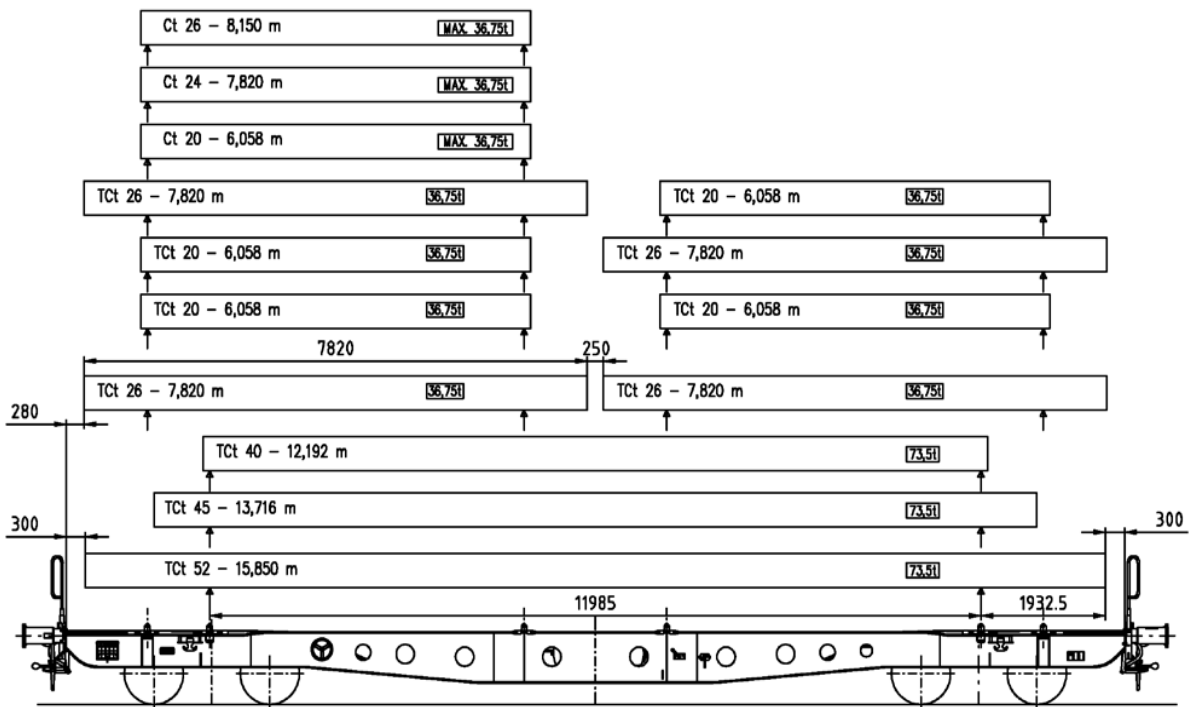 Ct 26 – 8,150 m MAX. 36,75t
Ct 24 – 7,820 m MAX. 36,75t
Ct 20 – 6,058 m MAX. 36,75t
TCt 26 – 7,820 m 36,75t TCt 20 – 6,058 m 36,75t
TCt 20 – 6,058 m 36,75t TCt 26 – 7,820 m 36,75t
TCt 20 – 6,058 m 36,75t TCt 20 – 6,058 m 36,75t
7820 250
TCt 26 – 7,820 m 36,75t TCt 26 – 7,820 m 36,75t
280
TCt 40 – 12,192 m 73,5t
TCt 45 – 13,716 m 73,5t
300 300
TCt 52 – 15,850 m 73,5t
11985 1932.5